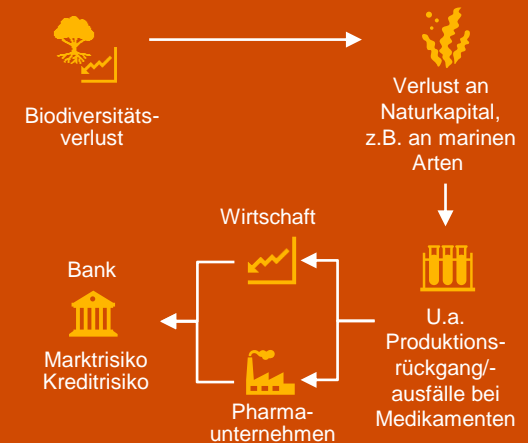 Biodiversitäts-
verlust
Verlust an
Naturkapital,
z.B. an marinen
Arten
U.a.
Produktions-
rückgang/-
ausfälle bei
Medikamenten
Wirtschaft
Pharma-
unternehmen
Bank
Marktrisiko
Kreditrisiko